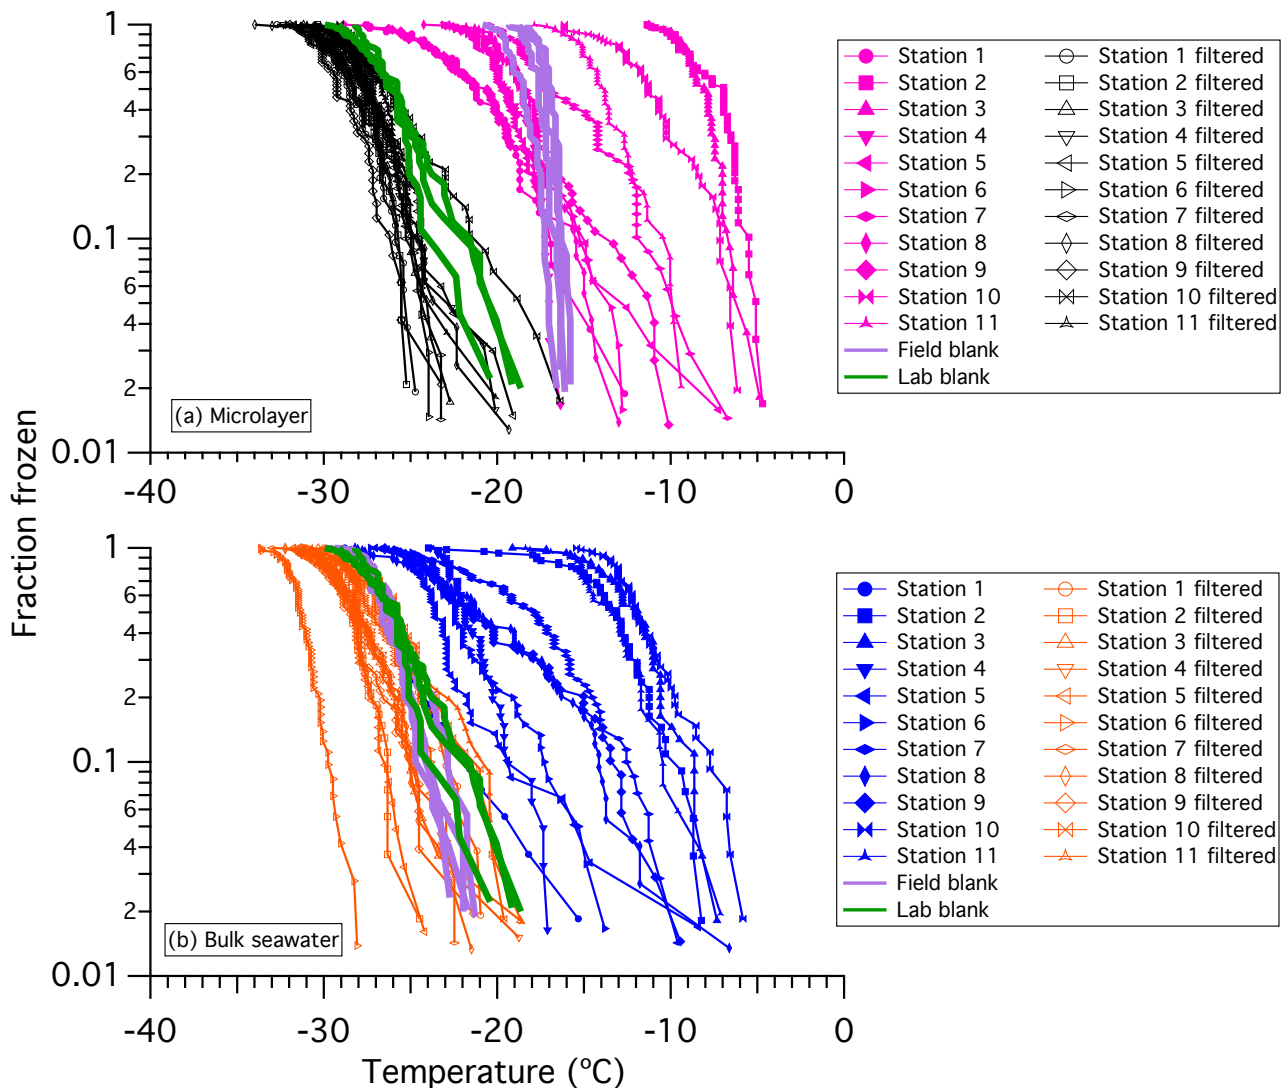 Fraction frozen
1
6
4
2
0.1
6
4
2
0.01
(a) Microlayer
-40
-30
-20
-10
0
Station 1
Station 2
Station 3
Station 4
Station 5
Station 6
Station 7
Station 8
Station 9
Station 10
Station 11
Field blank
Lab blank
Station 1 filtered
Station 2 filtered
Station 3 filtered
Station 4 filtered
Station 5 filtered
Station 6 filtered
Station 7 filtered
Station 8 filtered
Station 9 filtered
Station 10 filtered
Station 11 filtered
1
6
4
2
0.1
6
4
2
0.01
(b) Bulk seawater
-40
-30
-20
-10
0
Temperature (ºC)
Station 1
Station 2
Station 3
Station 4
Station 5
Station 6
Station 7
Station 8
Station 9
Station 10
Station 11
Field blank
Lab blank
Station 1 filtered
Station 2 filtered
Station 3 filtered
Station 4 filtered
Station 5 filtered
Station 6 filtered
Station 7 filtered
Station 8 filtered
Station 9 filtered
Station 10 filtered
Station 11 filtered